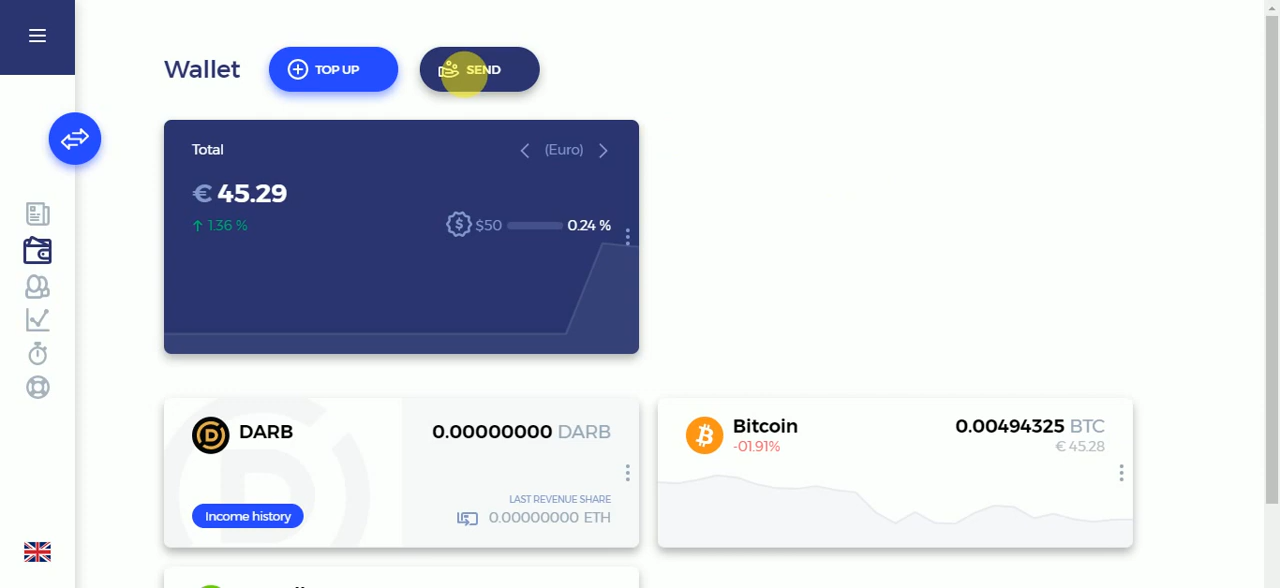 Wallet
TOP UP
SEND
Total
(Euro)
€ 45.29
1.36 %
$50
0.24 %
DARB
0.00000000 DARB
LAST REVENUE SHARE
Income history
0.00000000 ETH
Bitcoin
0.00494325 BTC
-01.91%
€ 45.28